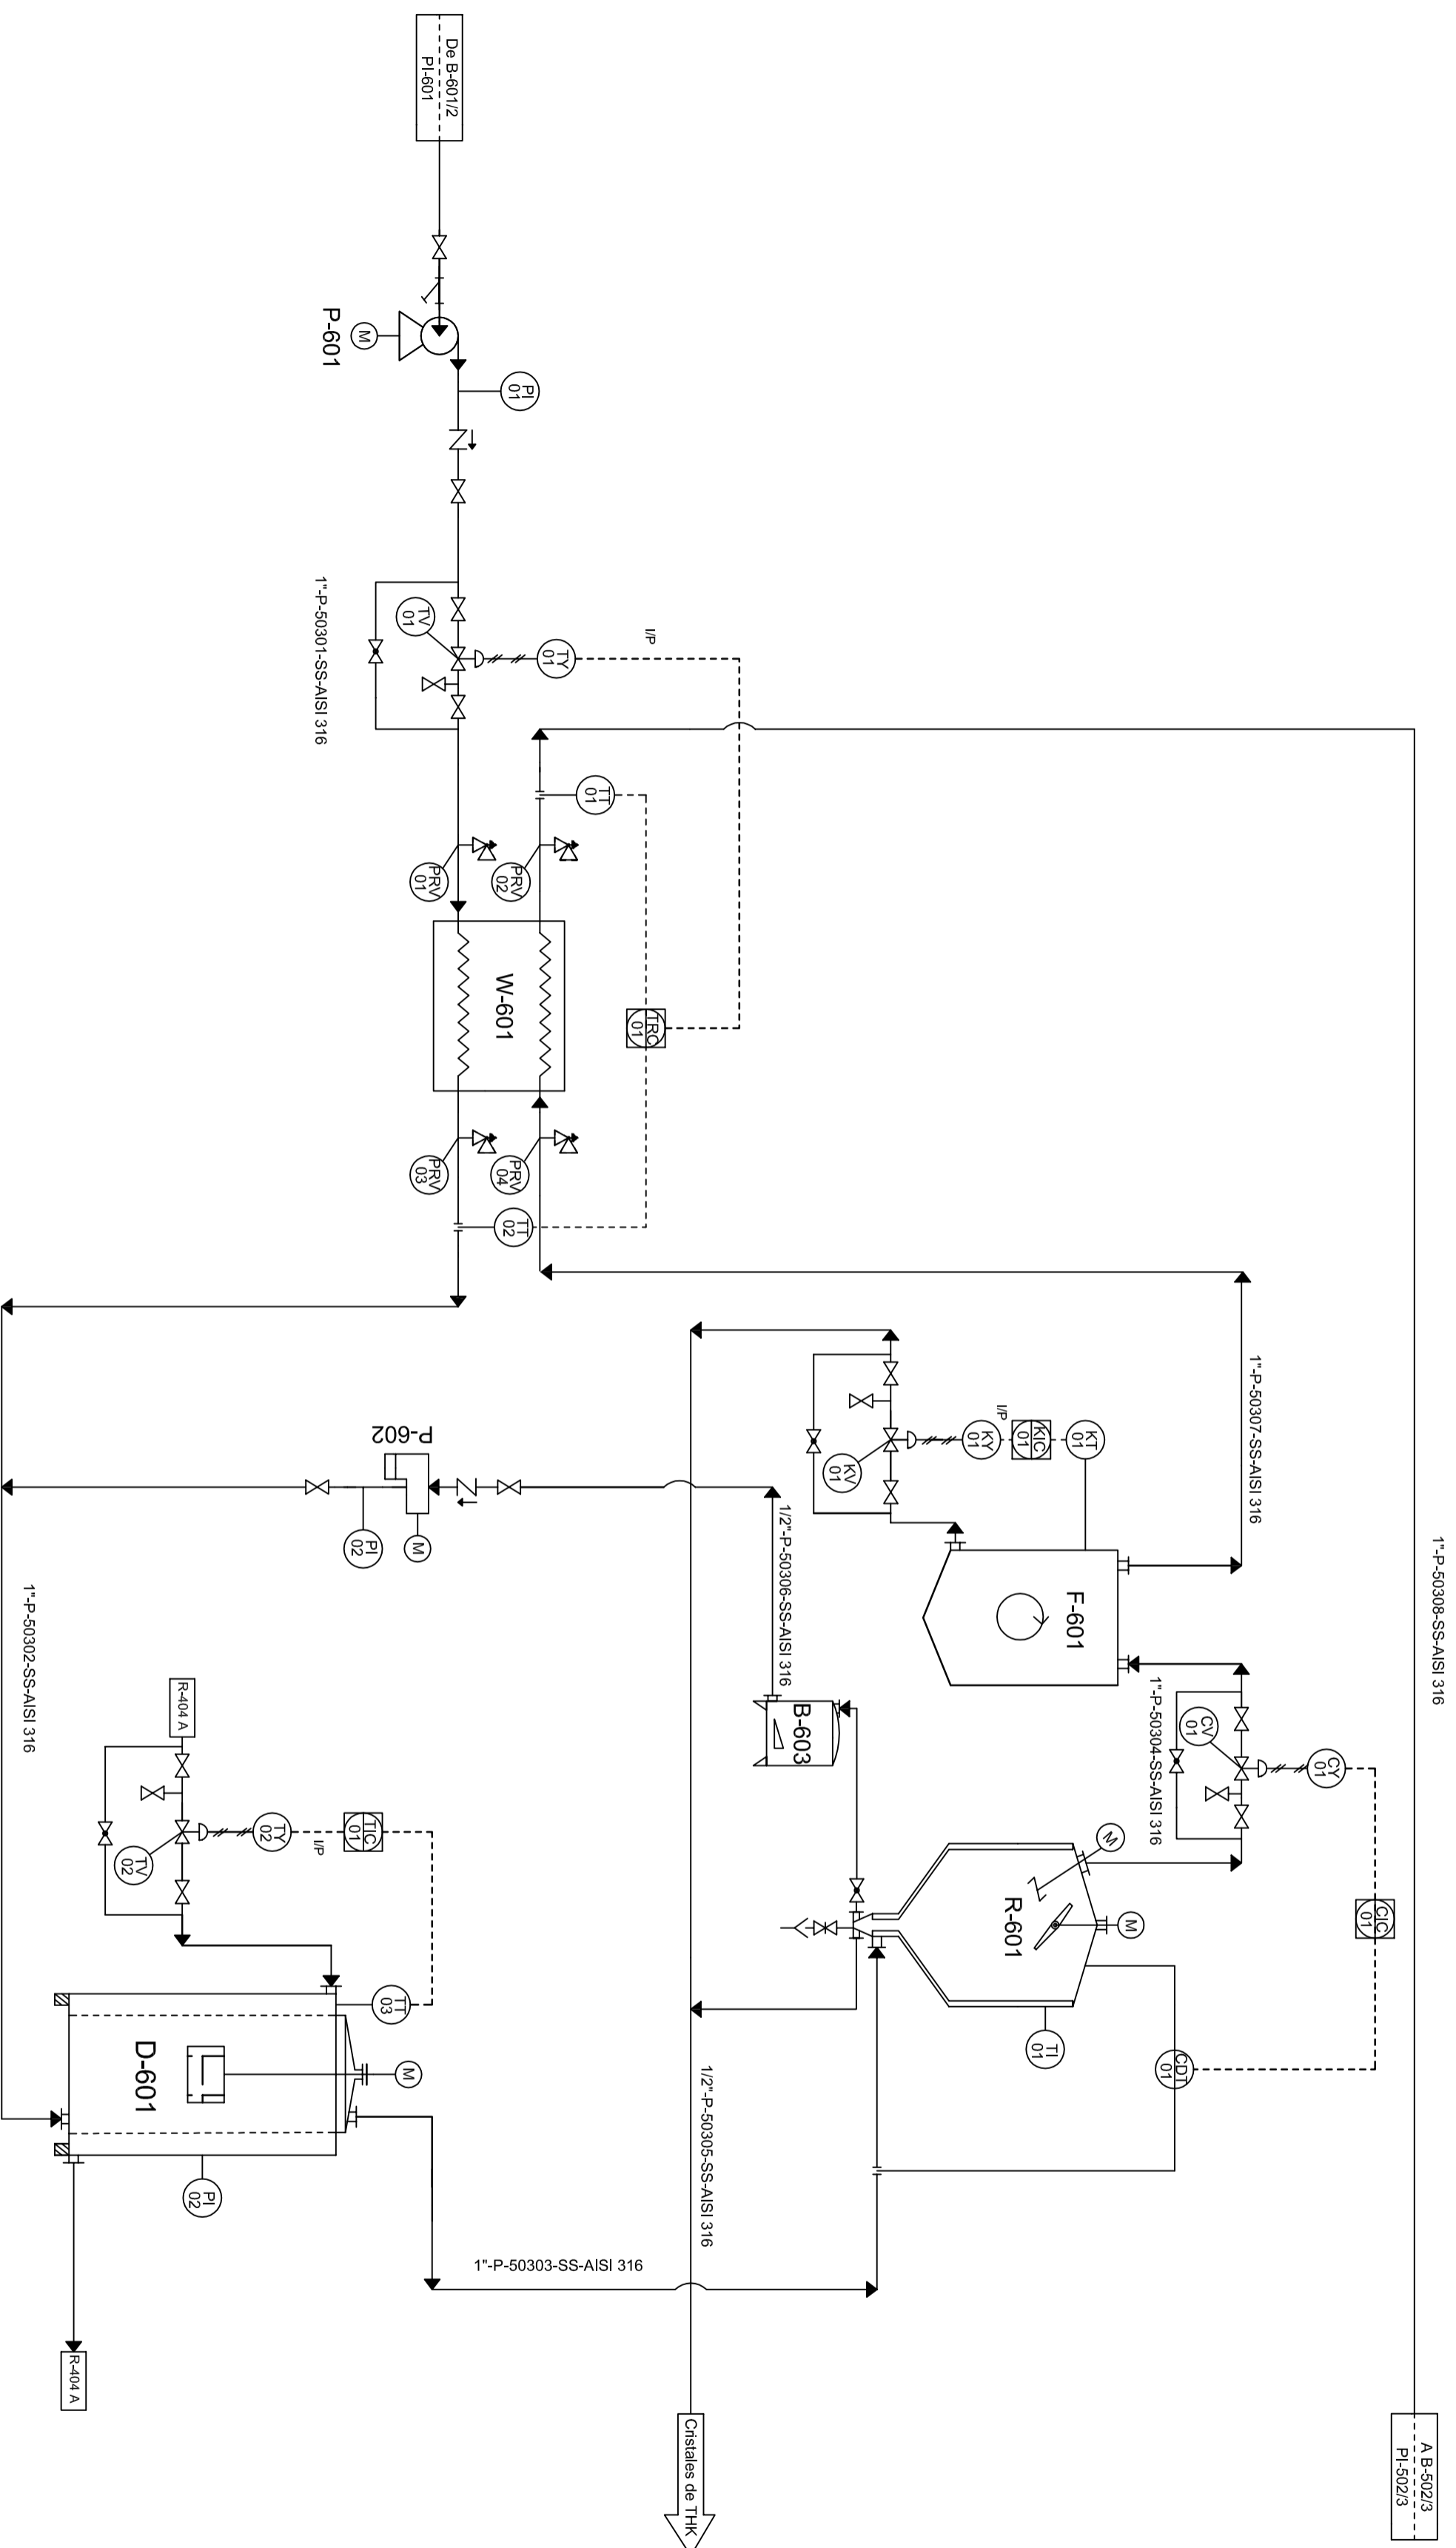 De B-601/2
PI-601
P-601
M
PI
01
1"-P-50301-SS-AISI 316
TV
01
TY
01
I/P
TT
01
PRV
01
PRV
02
W-601
TRC
01
PRV
03
PRV
04
TT
02
1"-P-50302-SS-AISI 316
P-602
M
PI
02
KV
01
KY
01
I/P
KIC
01
KT
01
1"-P-50307-SS-AISI 316
F-601
1/2"-P-50306-SS-AISI 316
B-603
1"-P-50308-SS-AISI 316
1"-P-50304-SS-AISI 316
CV
01
CY
01
CIC
01
R-404 A
TV
02
TY
02
I/P
TIC
01
TT
03
M
M
R-601
TI
01
CDT
01
D-601
M
PI
02
1/2"-P-50305-SS-AISI 316
1"-P-50303-SS-AISI 316
R-404 A
Cristales de THK
A B-502/3
PI-502/3